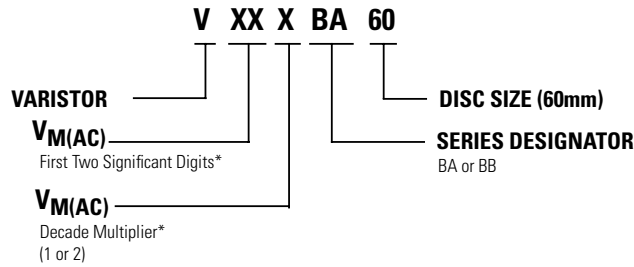 V XX X BA 60
VARISTOR
DISC SIZE (60mm)
VM(AC)
First Two Significant Digits*
SERIES DESIGNATOR
BA or BB
VM(AC)
Decade Multiplier*
(1 or 2)